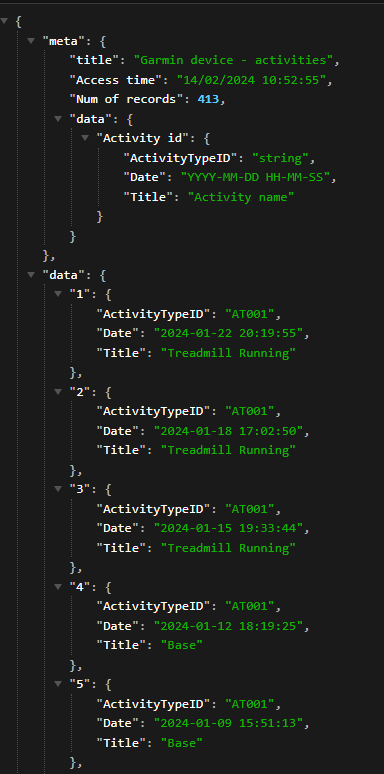 {
"meta": {
"title": "Garmin device - activities",
"Access time": "14/02/2024 10:52:55",
"Num of records": 413,
"data": {
"Activity id": {
"ActivityTypeID": "string",
"Date": "YYYY-MM-DD HH-MM-SS",
"Title": "Activity name"
}
}
},
"data": {
"1": {
"ActivityTypeID": "AT001",
"Date": "2024-01-22 20:19:55",
"Title": "Treadmill Running"
},
"2": {
"ActivityTypeID": "AT001",
"Date": "2024-01-18 17:02:50",
"Title": "Treadmill Running"
},
"3": {
"ActivityTypeID": "AT001",
"Date": "2024-01-15 19:33:44",
"Title": "Treadmill Running"
},
"4": {
"ActivityTypeID": "AT001",
"Date": "2024-01-12 18:19:25",
"Title": "Base"
},
"5": {
"ActivityTypeID": "AT001",
"Date": "2024-01-09 15:51:13",
"Title": "Base"
},